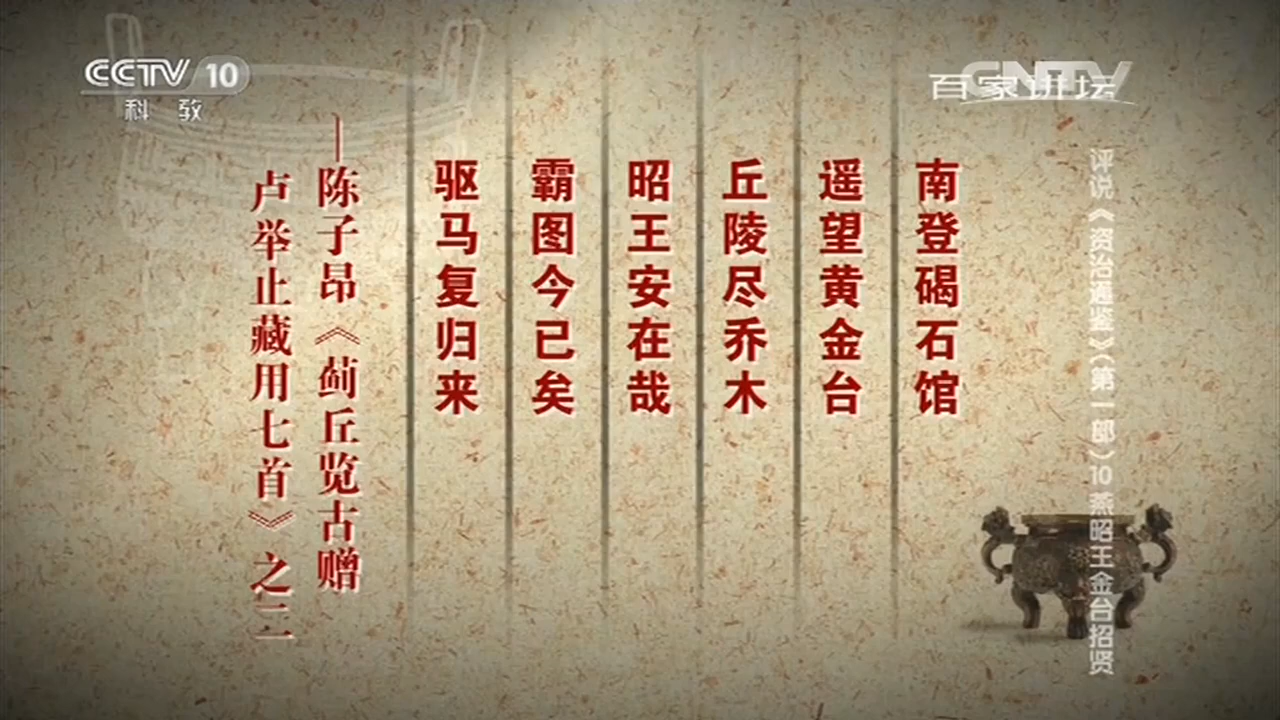 CCTV 10
科教
CNTV
百家讲坛
评说《资治通鉴》(第一部)10 燕昭王金台招贤
南登碣石馆
遥望黄金台
丘陵尽乔木
昭王安在哉
霸图今已矣
驱马复归来
—陈子昂《蓟丘览古赠
卢举止藏用七首》之二